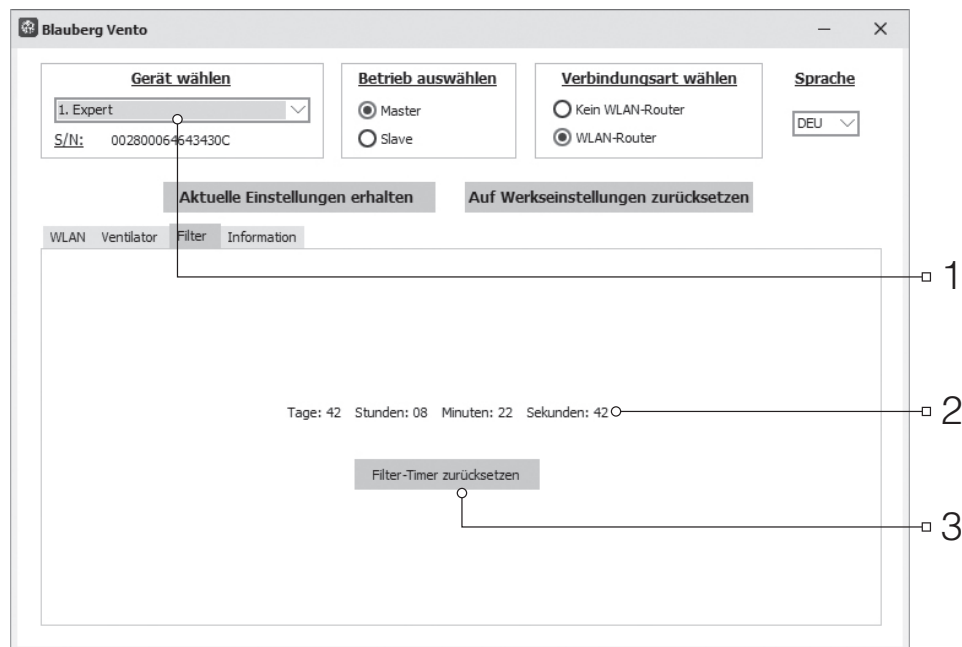 Blauberg Vento
Gerät wählen
1. Expert
S/N: 002800064643430C
Betrieb auswählen
Master
Slave
Verbindungsart wählen
Kein WLAN-Router
WLAN-Router
Sprache
DEU
Aktuelle Einstellungen erhalten
Auf Werkseinstellungen zurücksetzen
WLAN Ventilator Filter Information
1
Tage: 42 Stunden: 08 Minuten: 22 Sekunden: 42
2
Filter-Timer zurücksetzen
3